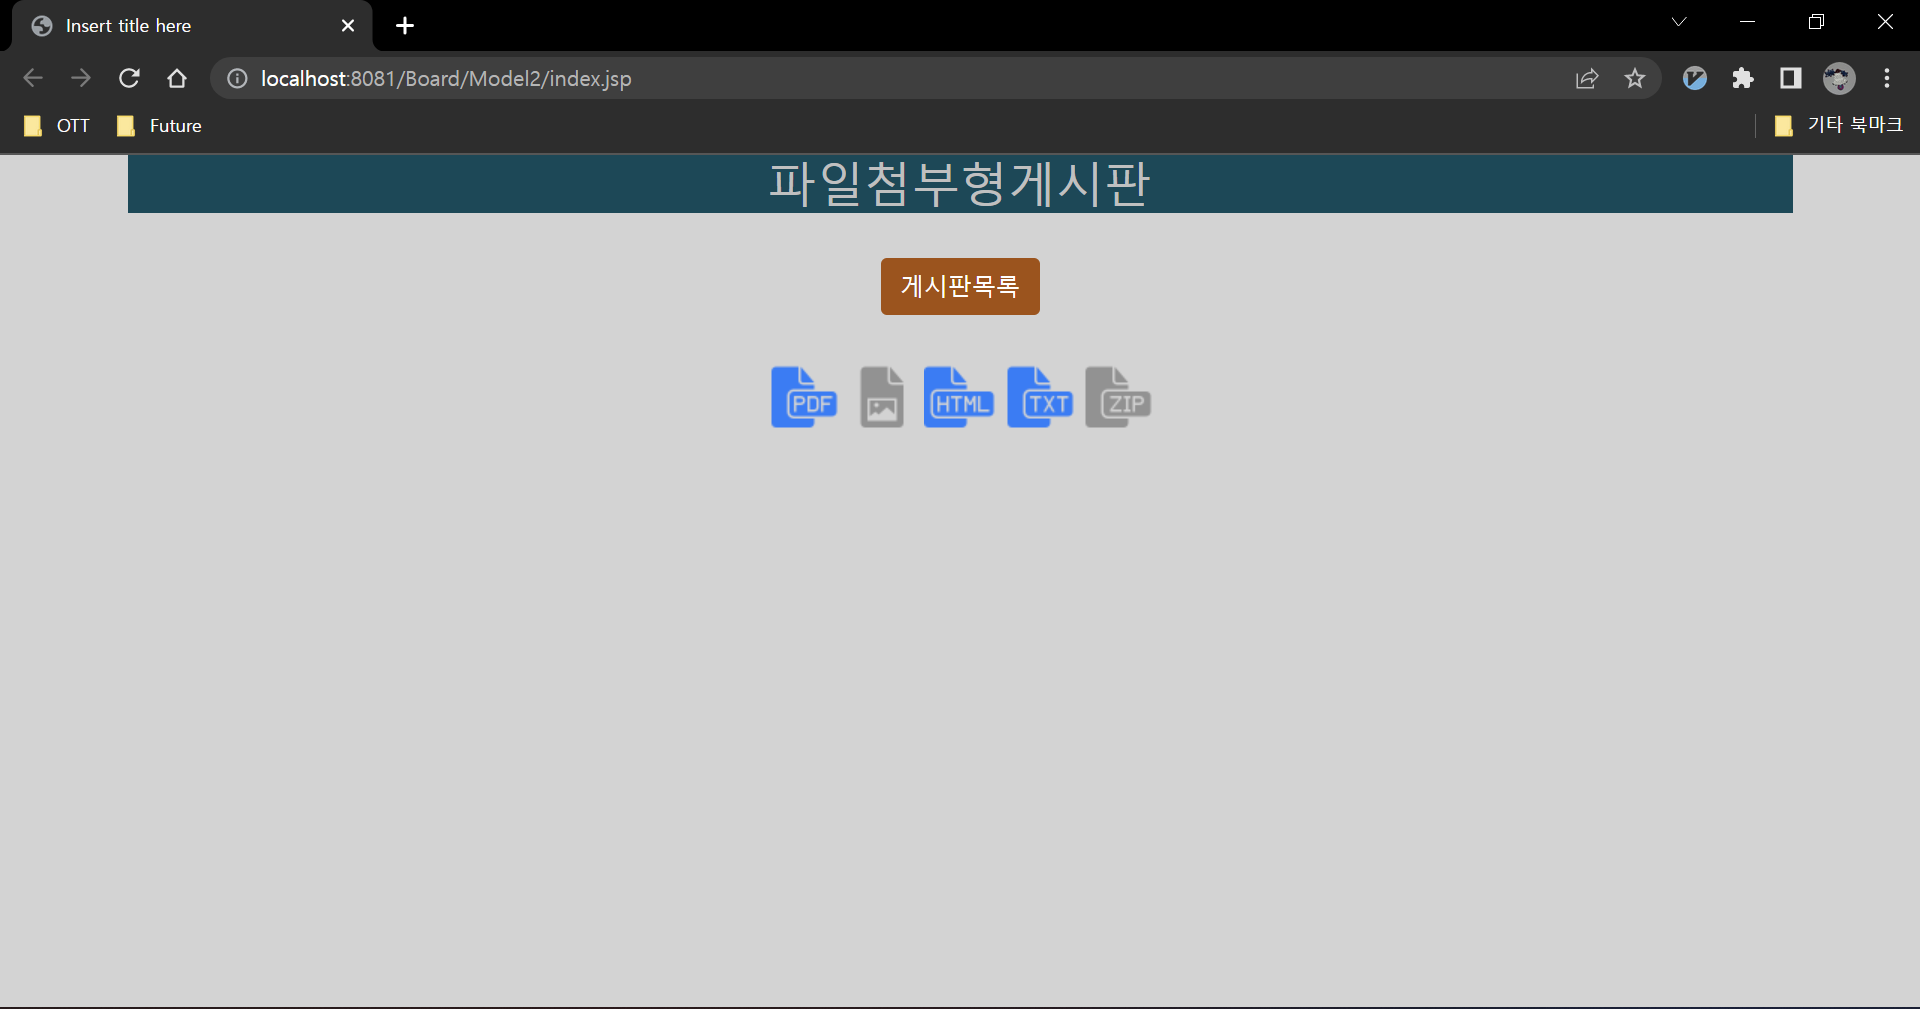 Insert title here
localhost:8081/Board/Model2/index.jsp
OTT Future 기타 북마크
파일첨부형게시판
게시판목록
PDF HTML TXT ZIP